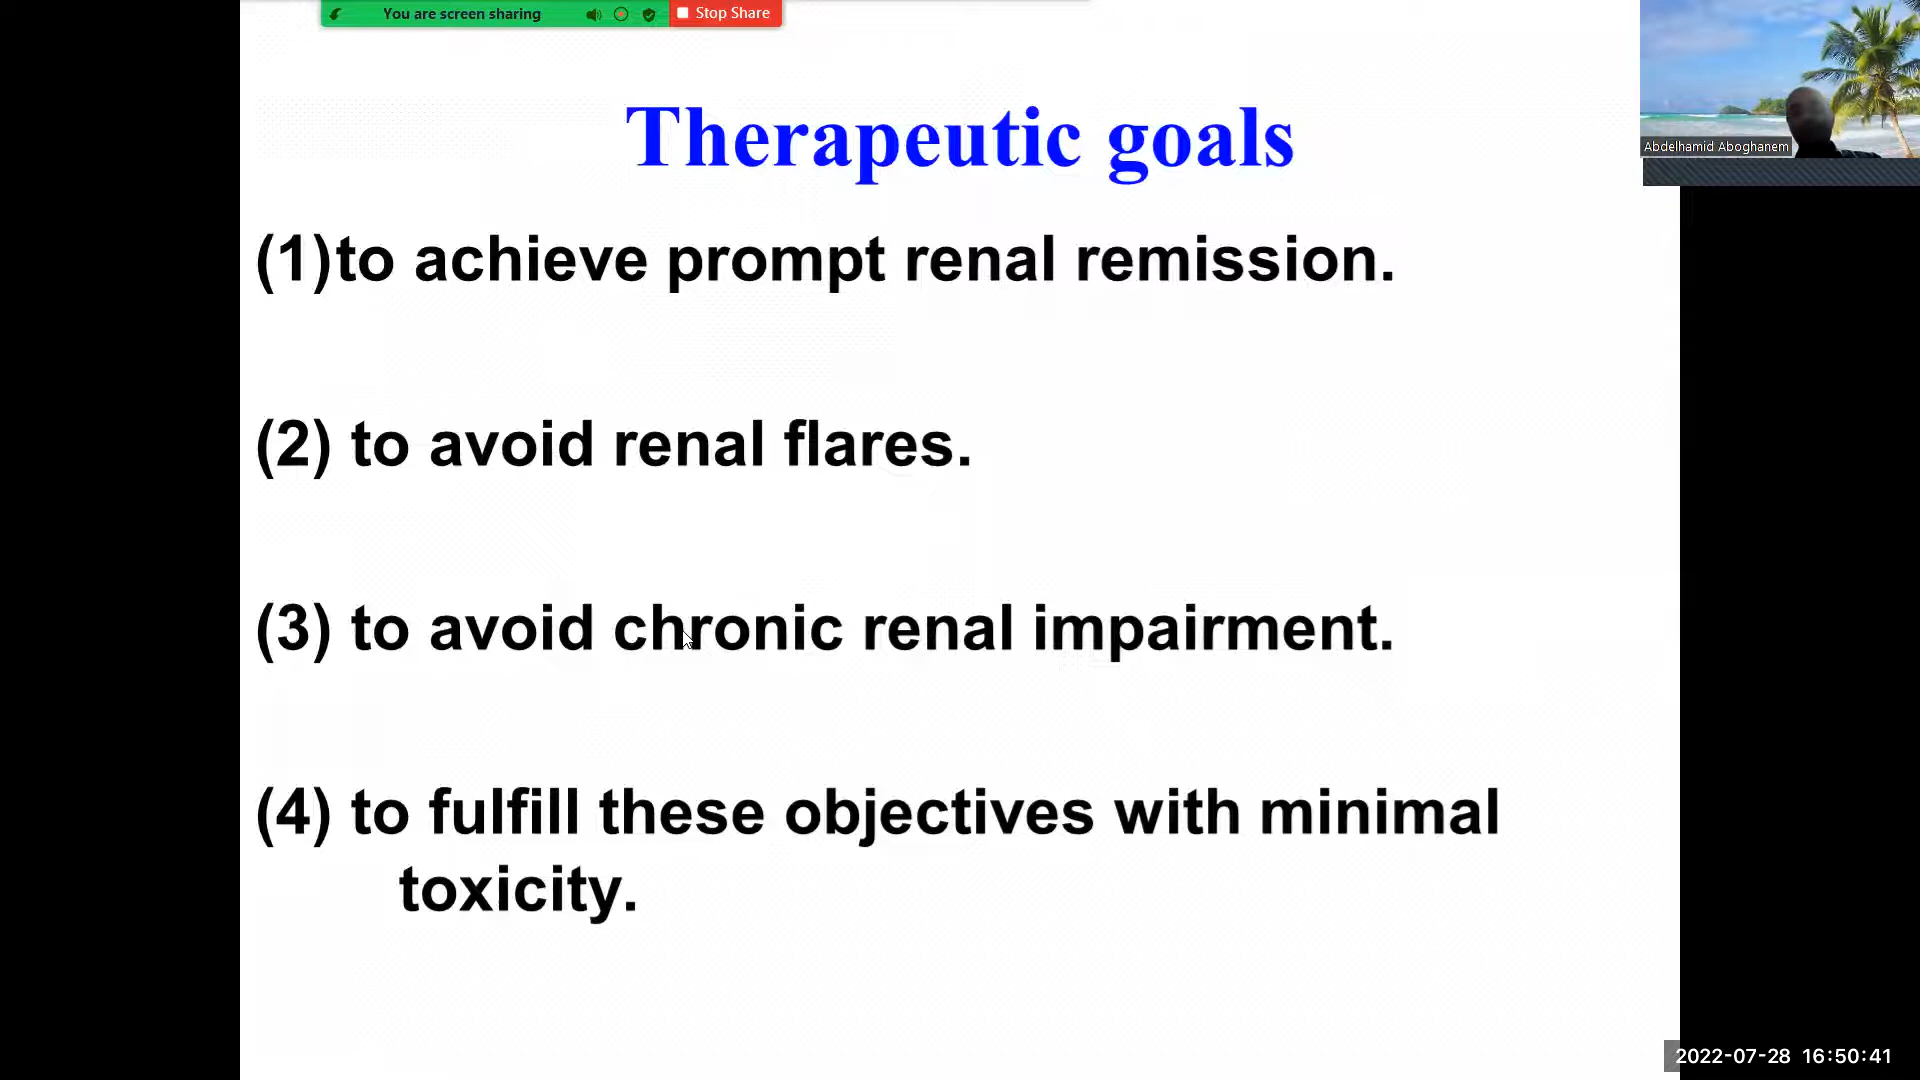 You are screen sharing
Stop Share
Abdelhamid Aboghanem
Therapeutic goals
(1)to achieve prompt renal remission.
(2) to avoid renal flares.
(3) to avoid chronic renal impairment.
(4) to fulfill these objectives with minimal
toxicity.
2022-07-28 16:50:41